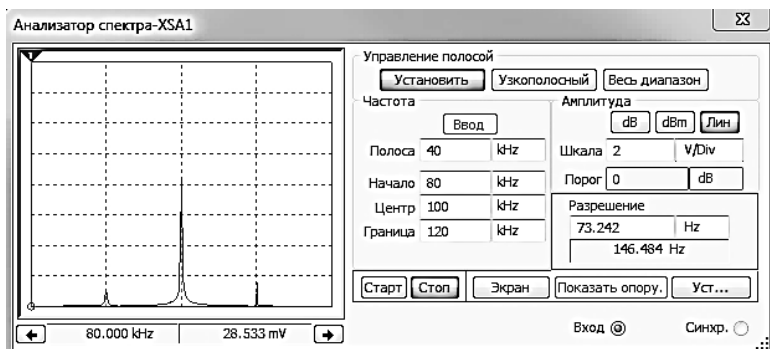 Анализатор спектра-XSA1
1
Управление полосой
Установить Узкополосный Весь диапазон
Частота
Ввод
Полоса 40 kHz
Начало 80 kHz
Центр 100 kHz
Граница 120 kHz
Амплитуда
dB dBm Лин
Шкала 2 V/Div
Порог 0 dB
Разрешение
73.242 Hz
146.484 Hz
Старт Стоп Экран Показать опору. Уст...
80.000 kHz 28.533 mV
Вход Синхр.